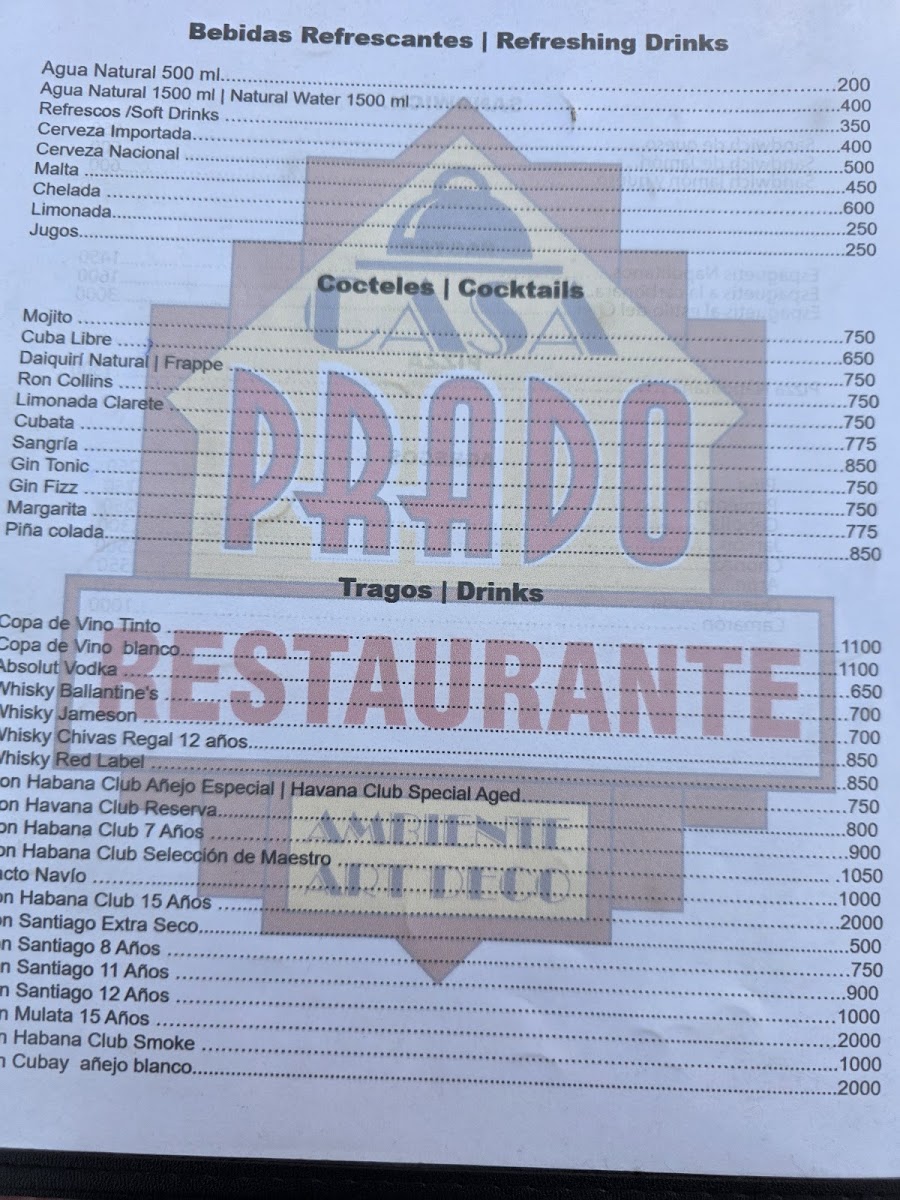 Bebidas Refrescantes | Refreshing Drinks
Agua Natural 500 ml..........200
Agua Natural 1500 ml | Natural Water 1500 ml..........400
Refrescos /Soft Drinks..........350
Cerveza Importada..........400
Cerveza Nacional..........500
Malta..........450
Chelada..........600
Limonada..........250
Jugos..........250
Cocteles | Cocktails
Mojito..........750
Cuba Libre..........650
Daiquirí Natural | Frappe..........750
Ron Collins..........750
Limonada Clarete..........750
Cubata..........775
Sangría..........850
Gin Tonic..........750
Gin Fizz..........750
Margarita..........775
Piña colada..........850
Tragos | Drinks
Copa de Vino Tinto..........1100
Copa de Vino blanco..........1100
Absolut Vodka..........650
Whisky Ballantine's..........700
Whisky Jameson..........700
Whisky Chivas Regal 12 años..........850
Whisky Red Label..........850
on Habana Club Añejo Especial | Havana Club Special Aged..........750
on Havana Club Reserva..........800
on Habana Club 7 Años..........900
on Habana Club Selección de Maestro..........1050
acto Navío..........1000
on Habana Club 15 Años..........2000
on Santiago Extra Seco..........500
n Santiago 8 Años..........750
n Santiago 11 Años..........900
n Santiago 12 Años..........1000
n Mulata 15 Años..........2000
n Habana Club Smoke..........1000
n Cubay añejo blanco..........2000
CASA
PRADO
RESTAURANTE
AMBIENTE
ART DECÓ